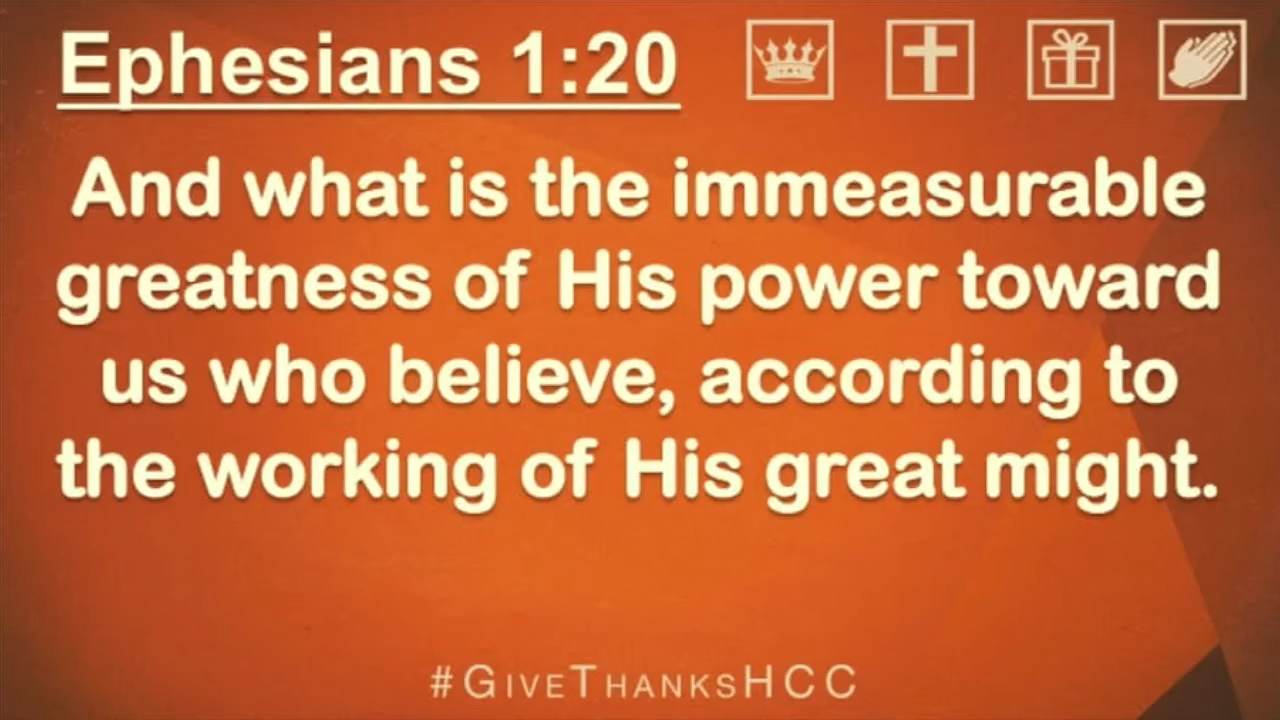 Ephesians 1:20
And what is the immeasurable
greatness of His power toward
us who believe, according to
the working of His great might.
#GIVETHANKSHCC